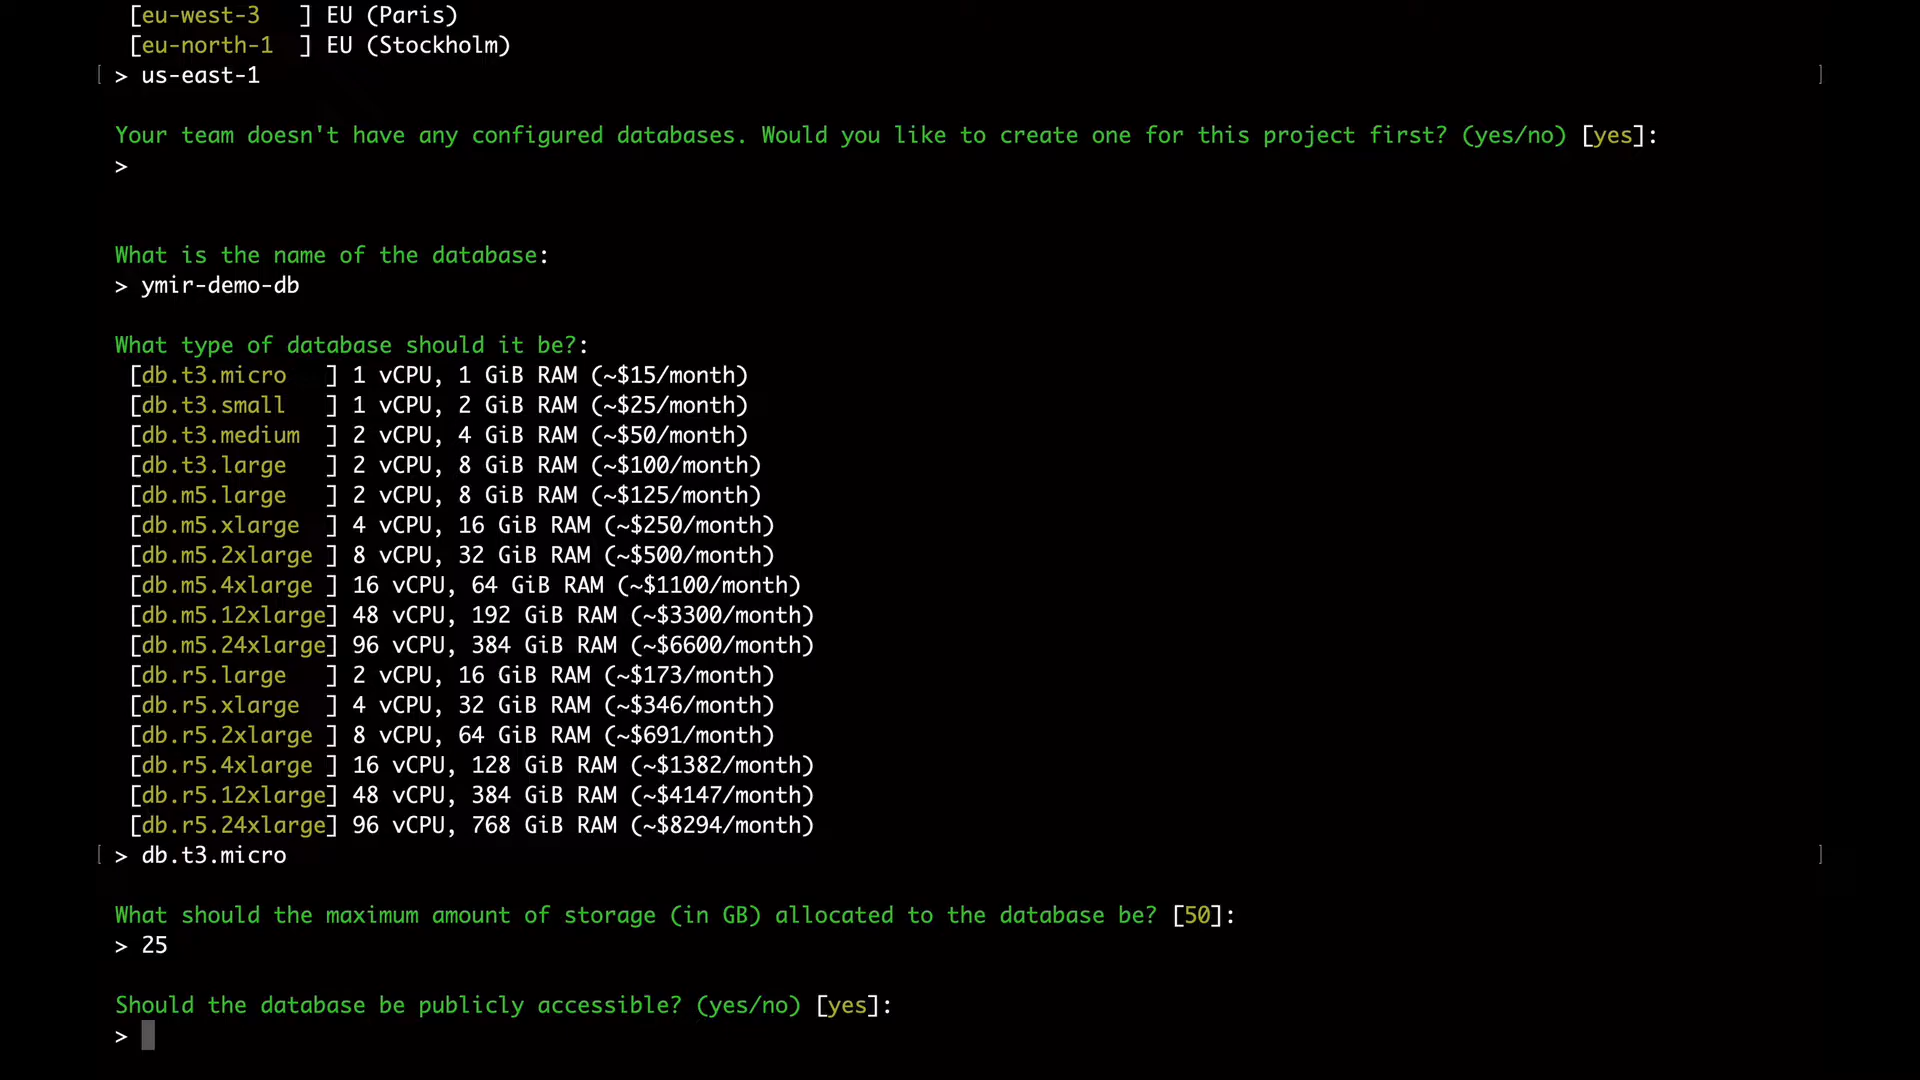 [eu-west-3   ] EU (Paris)
[eu-north-1  ] EU (Stockholm)
[ > us-east-1 ]
Your team doesn't have any configured databases. Would you like to create one for this project first? (yes/no) [yes]:
>
What is the name of the database:
> ymir-demo-db
What type of database should it be?:
[db.t3.micro   ] 1 vCPU, 1 GiB RAM (~$15/month)
[db.t3.small   ] 1 vCPU, 2 GiB RAM (~$25/month)
[db.t3.medium  ] 2 vCPU, 4 GiB RAM (~$50/month)
[db.t3.large   ] 2 vCPU, 8 GiB RAM (~$100/month)
[db.m5.large   ] 2 vCPU, 8 GiB RAM (~$125/month)
[db.m5.xlarge  ] 4 vCPU, 16 GiB RAM (~$250/month)
[db.m5.2xlarge ] 8 vCPU, 32 GiB RAM (~$500/month)
[db.m5.4xlarge ] 16 vCPU, 64 GiB RAM (~$1100/month)
[db.m5.12xlarge] 48 vCPU, 192 GiB RAM (~$3300/month)
[db.m5.24xlarge] 96 vCPU, 384 GiB RAM (~$6600/month)
[db.r5.large   ] 2 vCPU, 16 GiB RAM (~$173/month)
[db.r5.xlarge  ] 4 vCPU, 32 GiB RAM (~$346/month)
[db.r5.2xlarge ] 8 vCPU, 64 GiB RAM (~$691/month)
[db.r5.4xlarge ] 16 vCPU, 128 GiB RAM (~$1382/month)
[db.r5.12xlarge] 48 vCPU, 384 GiB RAM (~$4147/month)
[db.r5.24xlarge] 96 vCPU, 768 GiB RAM (~$8294/month)
[ > db.t3.micro ]
What should the maximum amount of storage (in GB) allocated to the database be? [50]:
> 25
Should the database be publicly accessible? (yes/no) [yes]:
>